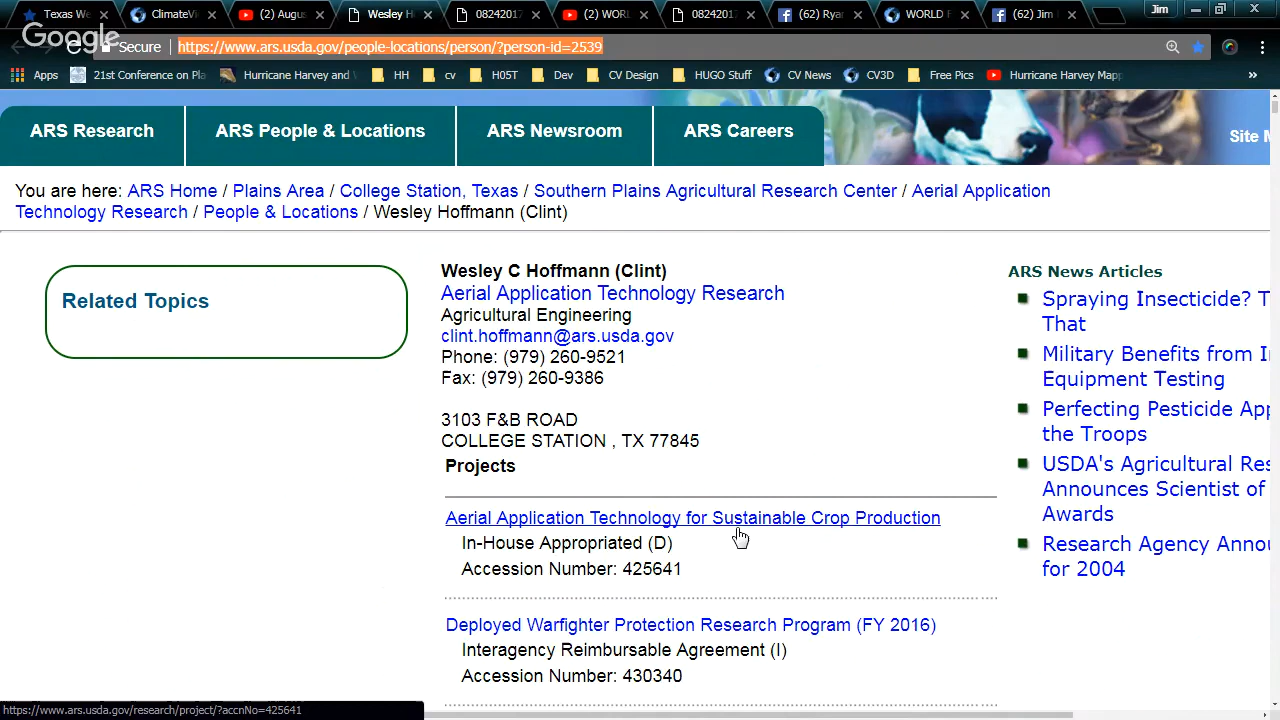 Texas We
ClimateVi
(2) Augus
Wesley H
0824201
(2) WORL
084201
(62) Ryan
WORLD F
(62) Jim
Jim
Google
Secure
https://www.ars.usda.gov/people-locations/person/?person-id=2539
Apps
21st Conference on Pla
Hurricane Harvey and
HH
cv
H05T
Dev
CV Design
HUGO Stuff
CV News
CV3D
Free Pics
Hurricane Harvey Map
»
ARS Research
ARS People & Locations
ARS Newsroom
ARS Careers
Site M
You are here: ARS Home / Plains Area / College Station, Texas / Southern Plains Agricultural Research Center / Aerial Application
Technology Research / People & Locations / Wesley Hoffmann (Clint)
Related Topics
Wesley C Hoffmann (Clint)
Aerial Application Technology Research
Agricultural Engineering
clint.hoffmann@ars.usda.gov
Phone: (979) 260-9521
Fax: (979) 260-9386
3103 F&B ROAD
COLLEGE STATION , TX 77845
Projects
Aerial Application Technology for Sustainable Crop Production
In-House Appropriated (D)
Accession Number: 425641
Deployed Warfighter Protection Research Program (FY 2016)
Interagency Reimbursable Agreement (I)
Accession Number: 430340
ARS News Articles
Spraying Insecticide? T
That
Military Benefits from I
Equipment Testing
Perfecting Pesticide App
the Troops
USDA's Agricultural Res
Announces Scientist of
Awards
Research Agency Annou
for 2004
https://www.ars.usda.gov/research/project/?accnNo=425641